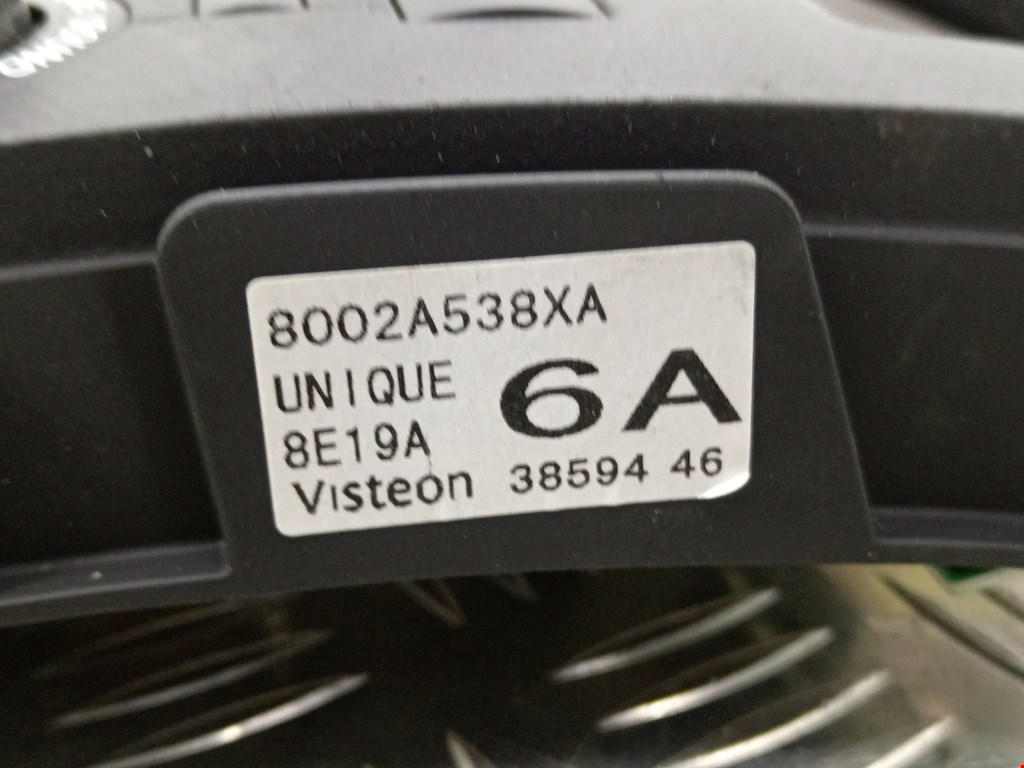 8002A538XA
UNIQUE
6A
8E19A
Visteon 38594 46